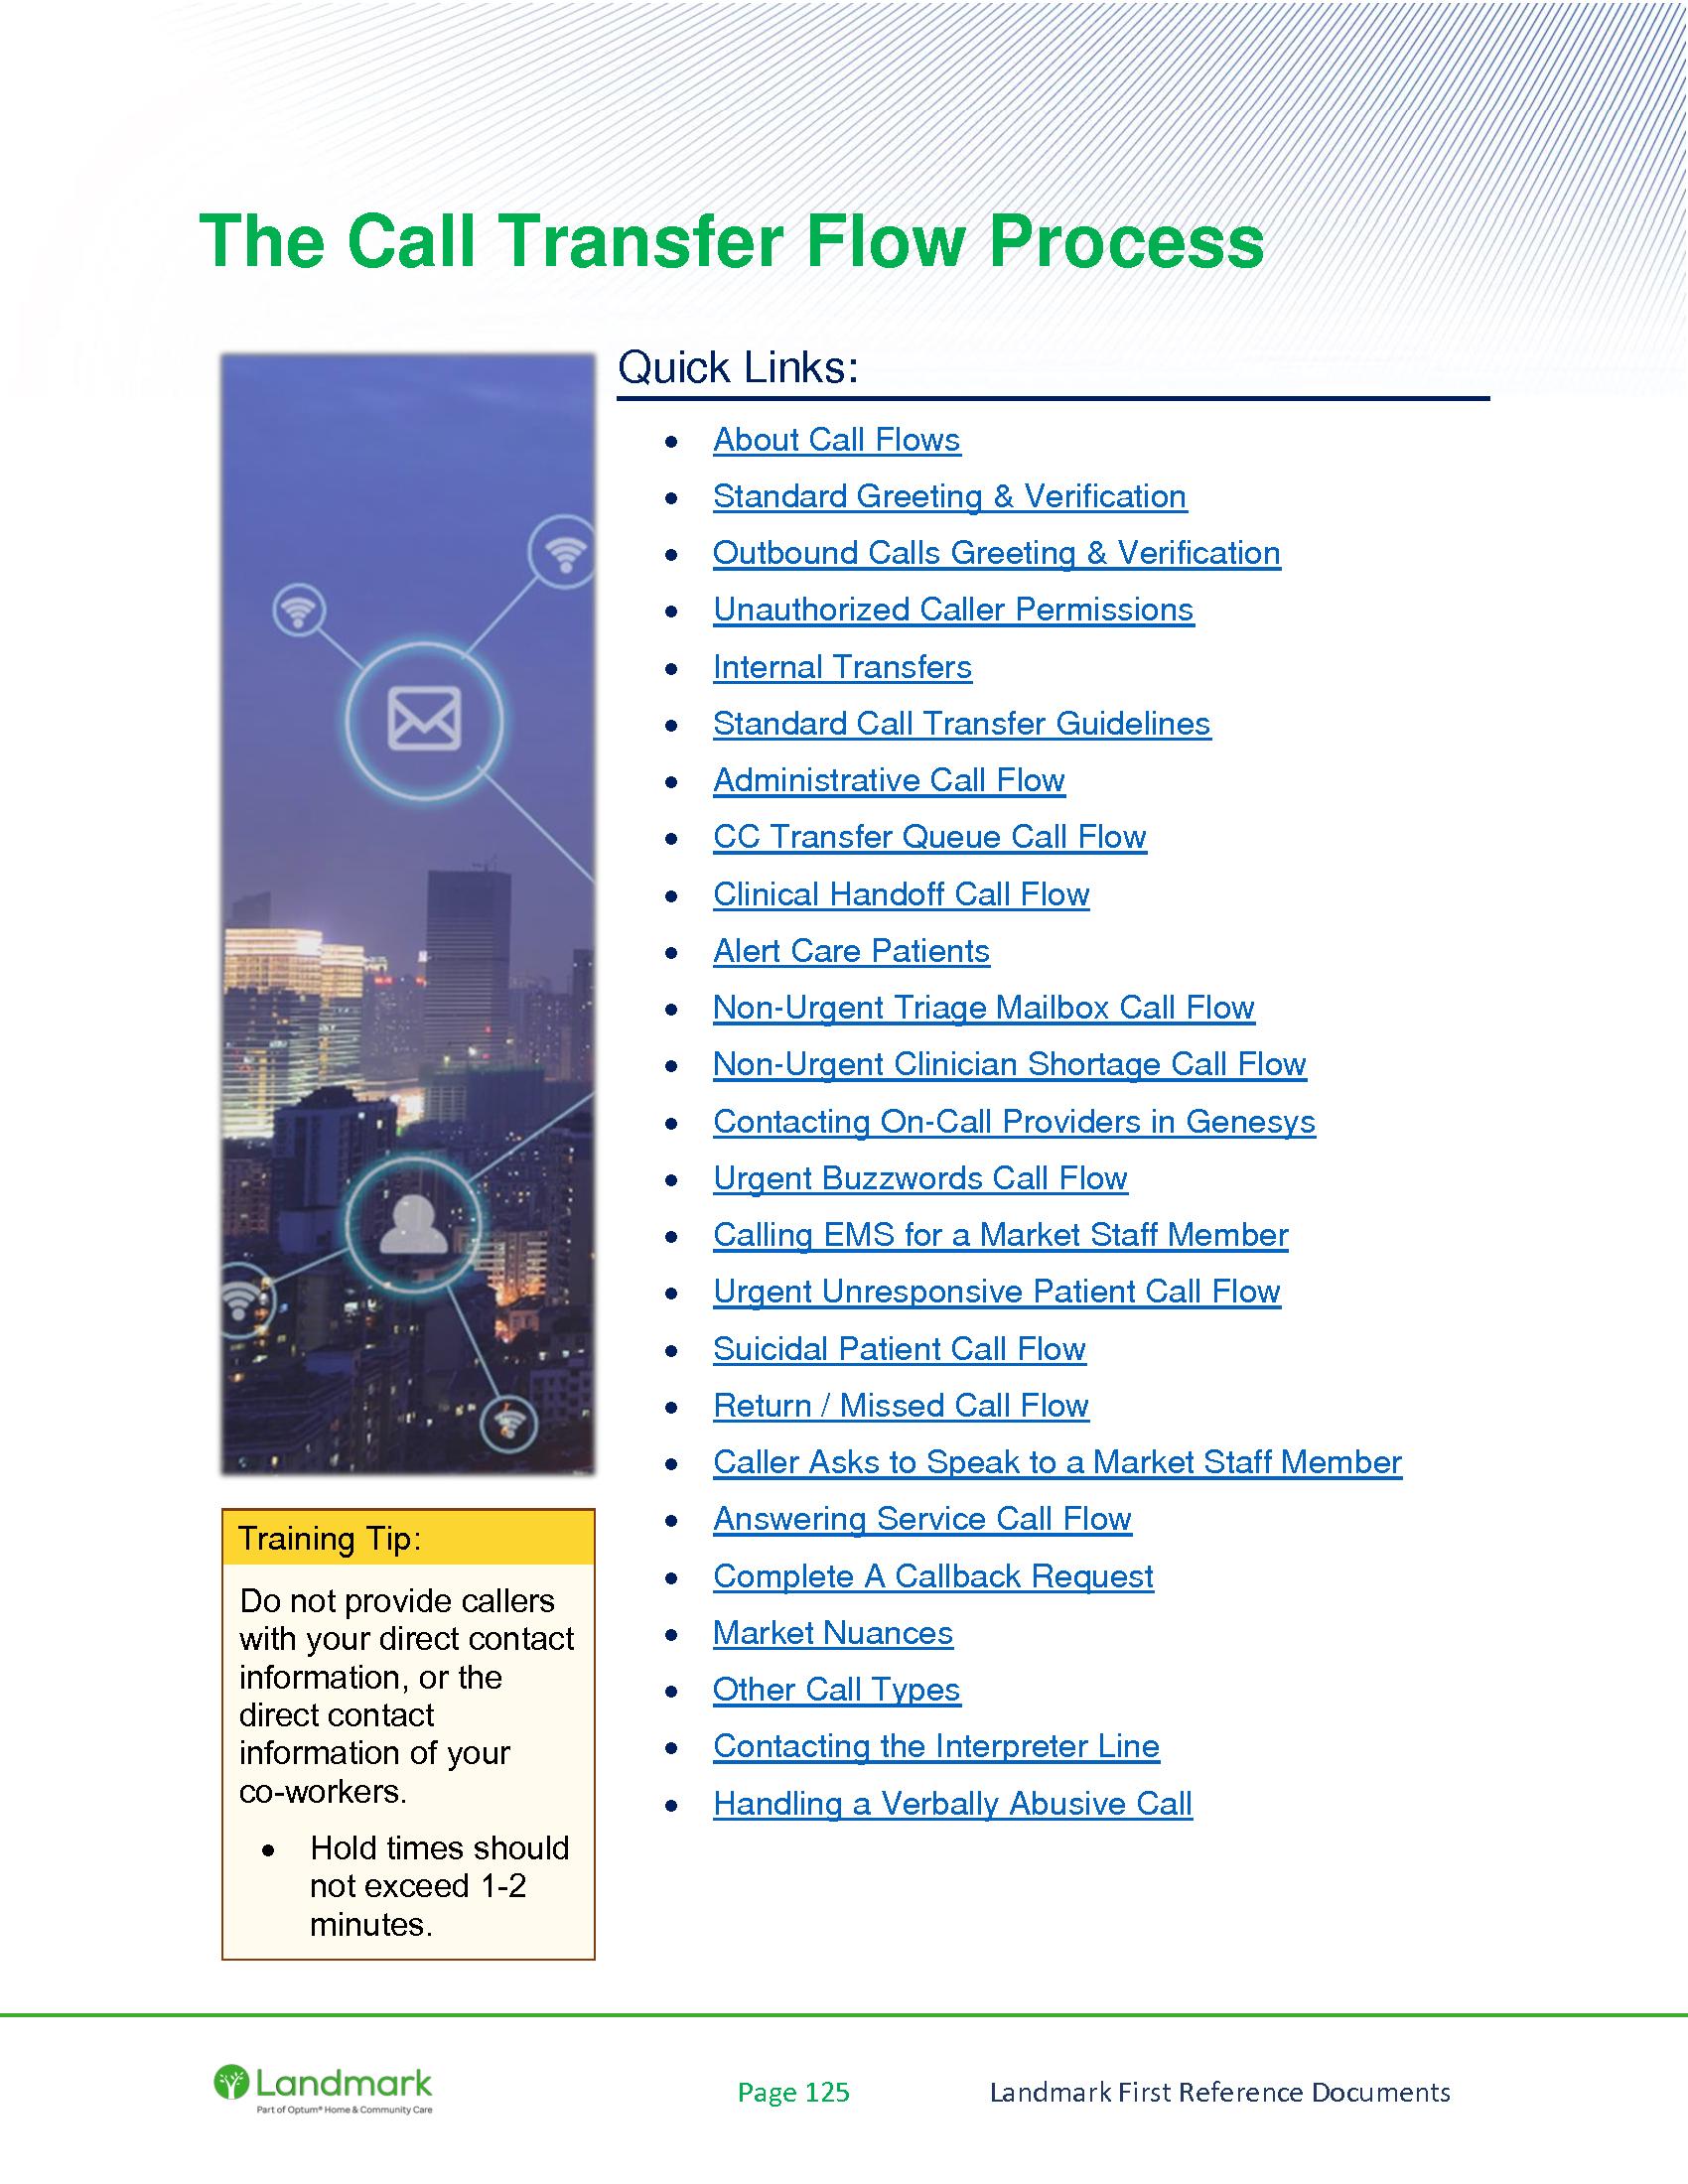 The Call Transfer Flow Process
Quick Links:
• About Call Flows
• Standard Greeting & Verification
• Outbound Calls Greeting & Verification
• Unauthorized Caller Permissions
• Internal Transfers
• Standard Call Transfer Guidelines
• Administrative Call Flow
• CC Transfer Queue Call Flow
• Clinical Handoff Call Flow
• Alert Care Patients
• Non-Urgent Triage Mailbox Call Flow
• Non-Urgent Clinician Shortage Call Flow
• Contacting On-Call Providers in Genesys
• Urgent Buzzwords Call Flow
• Calling EMS for a Market Staff Member
• Urgent Unresponsive Patient Call Flow
• Suicidal Patient Call Flow
• Return / Missed Call Flow
• Caller Asks to Speak to a Market Staff Member
• Answering Service Call Flow
• Complete A Callback Request
• Market Nuances
• Other Call Types
• Contacting the Interpreter Line
• Handling a Verbally Abusive Call
Training Tip:
Do not provide callers
with your direct contact
information, or the
direct contact
information of your
co-workers.
• Hold times should
not exceed 1-2
minutes.
Landmark
Part of Optum® Home & Community Care
Page 125
Landmark First Reference Documents